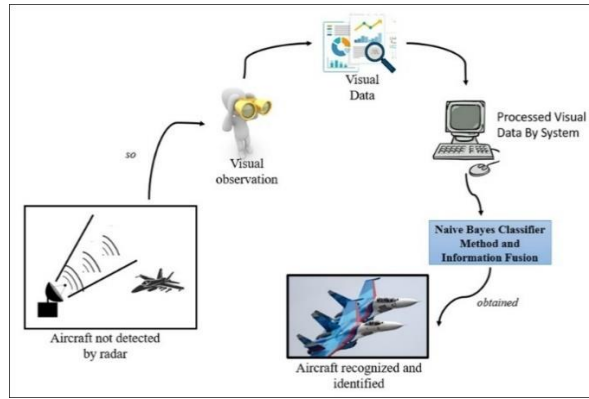 Visual
Data
Processed Visual
Data By System
so
Visual
observation
Naive Bayes Classifier
Method and
Information Fusion
obtained
Aircraft not detected
by radar
Aircraft recognized and
identified